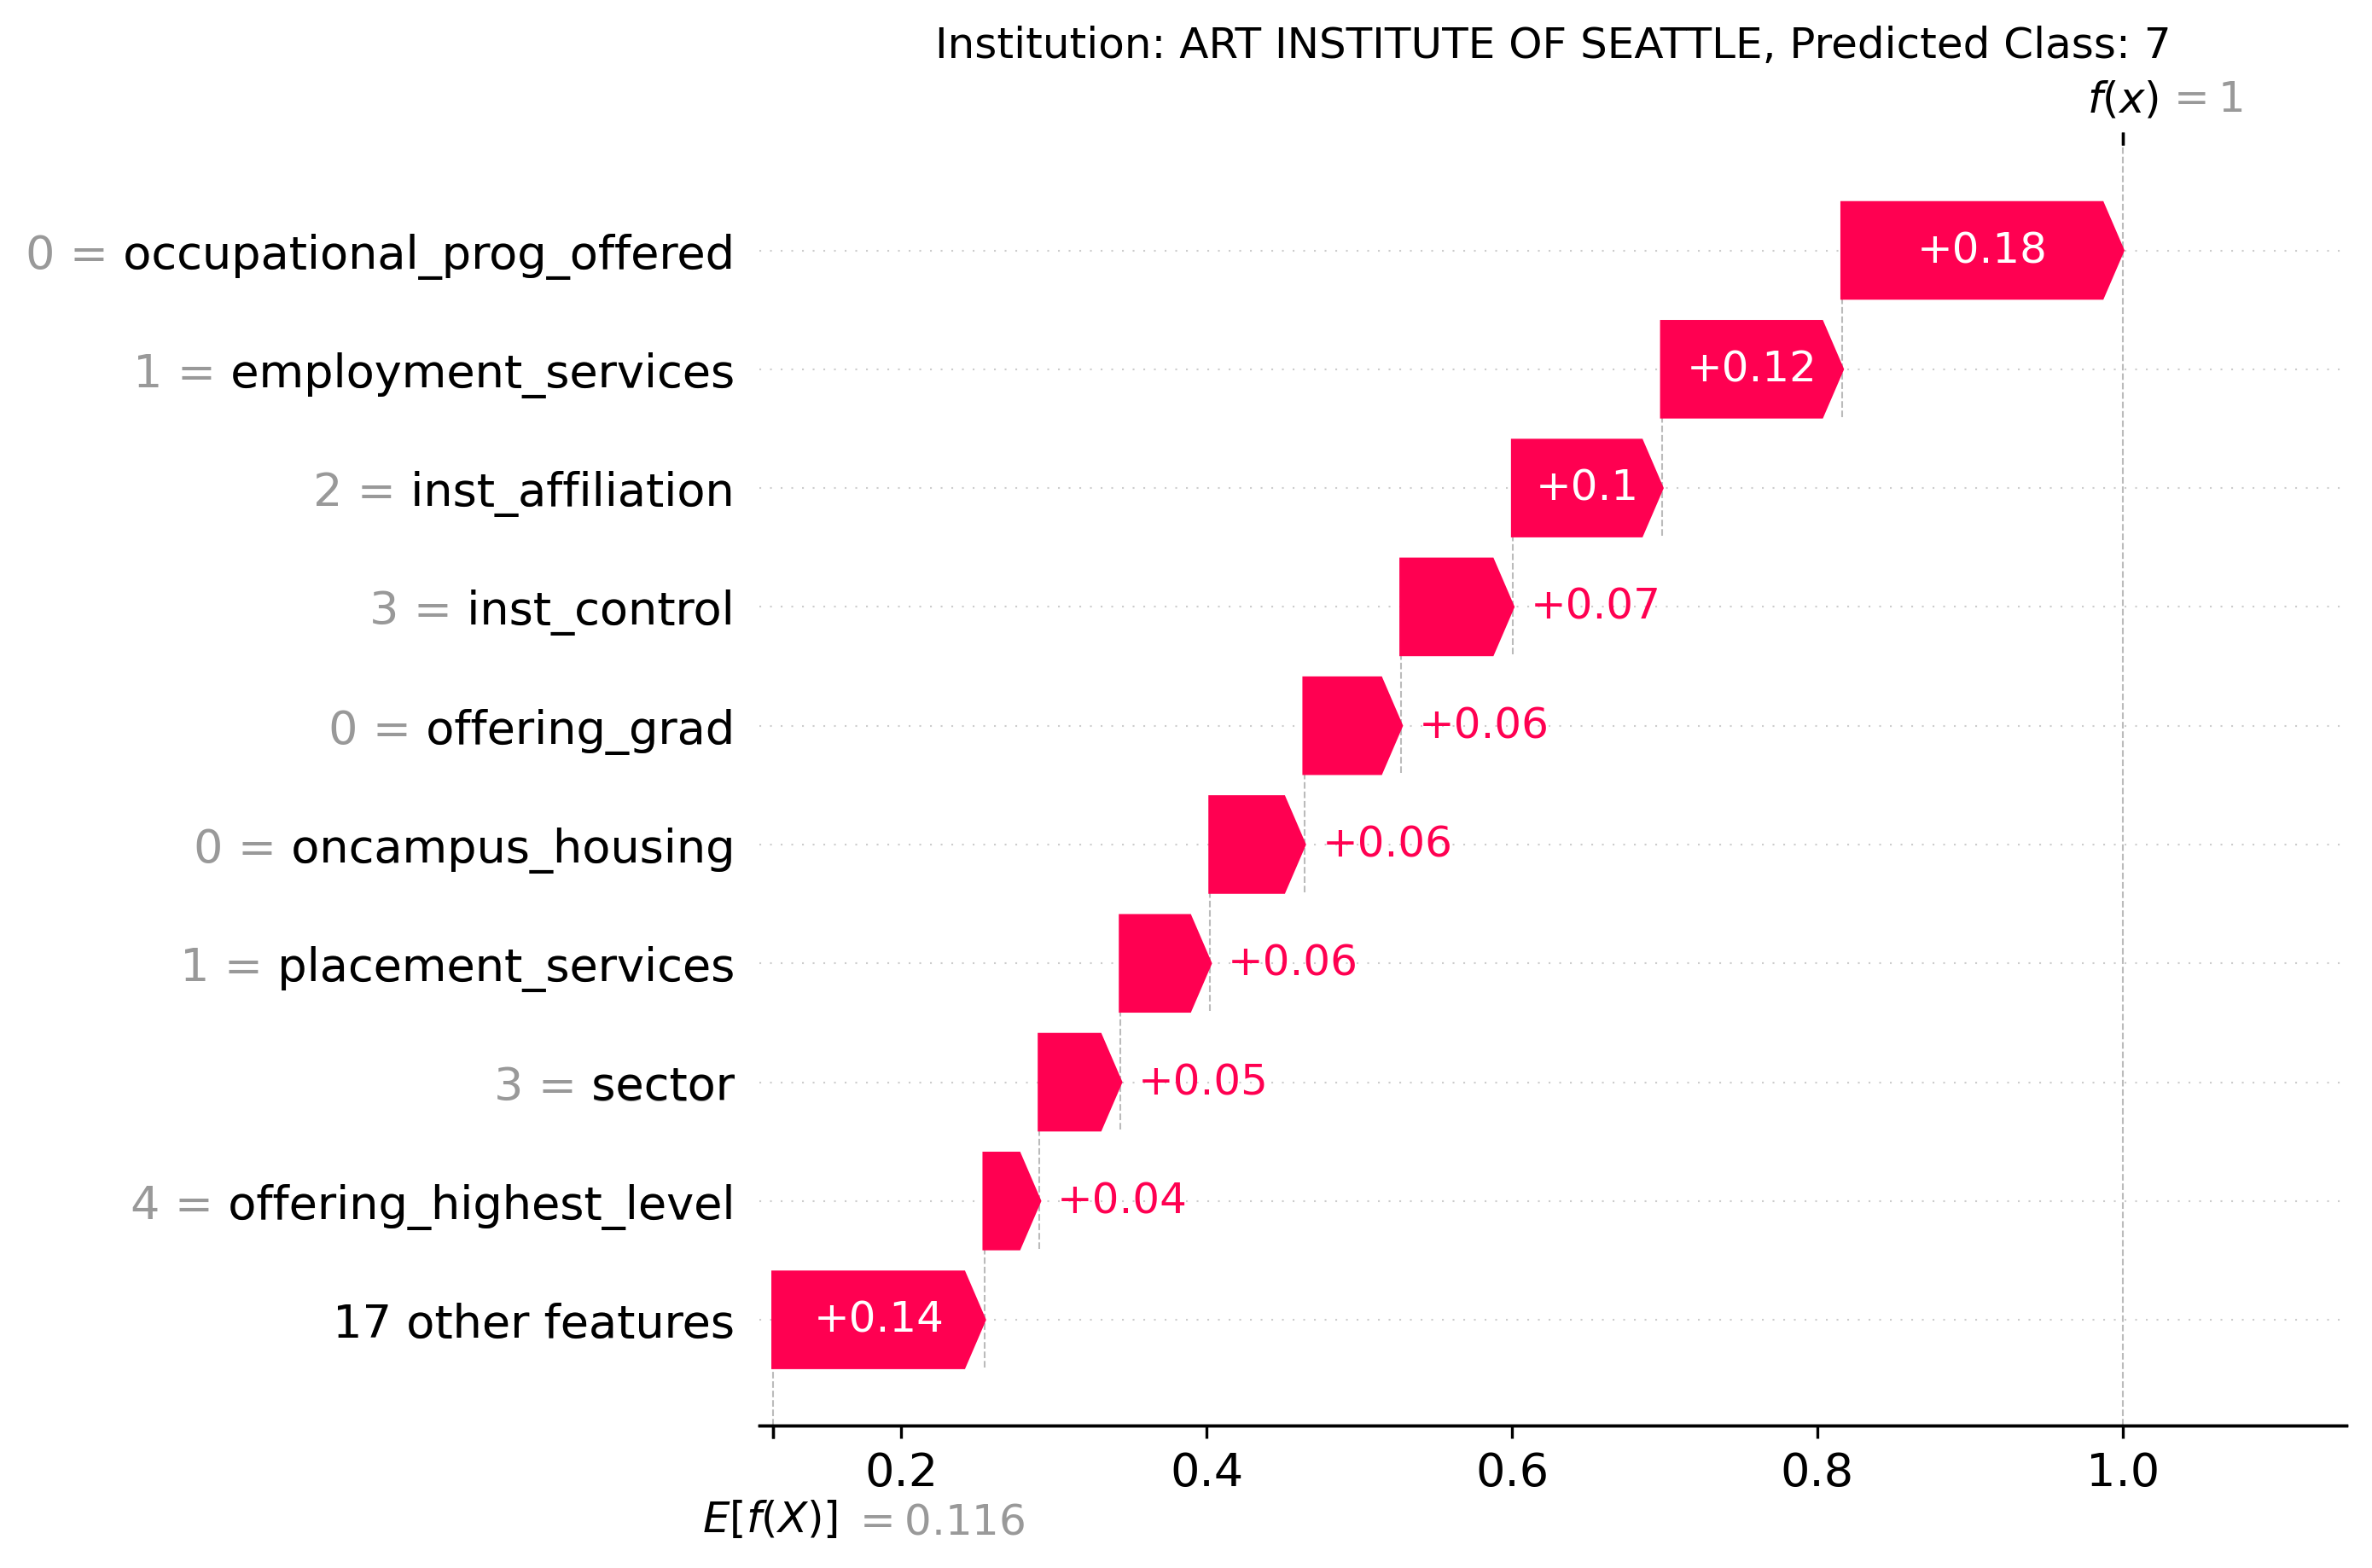 Institution: ART INSTITUTE OF SEATTLE, Predicted Class: 7
f(x) = 1
0 = occupational_prog_offered +0.18
1 = employment_services +0.12
2 = inst_affiliation +0.1
3 = inst_control +0.07
0 = offering_grad +0.06
0 = oncampus_housing +0.06
1 = placement_services +0.06
3 = sector +0.05
4 = offering_highest_level +0.04
17 other features +0.14
0.2 0.4 0.6 0.8 1.0
E[f(X)] = 0.116